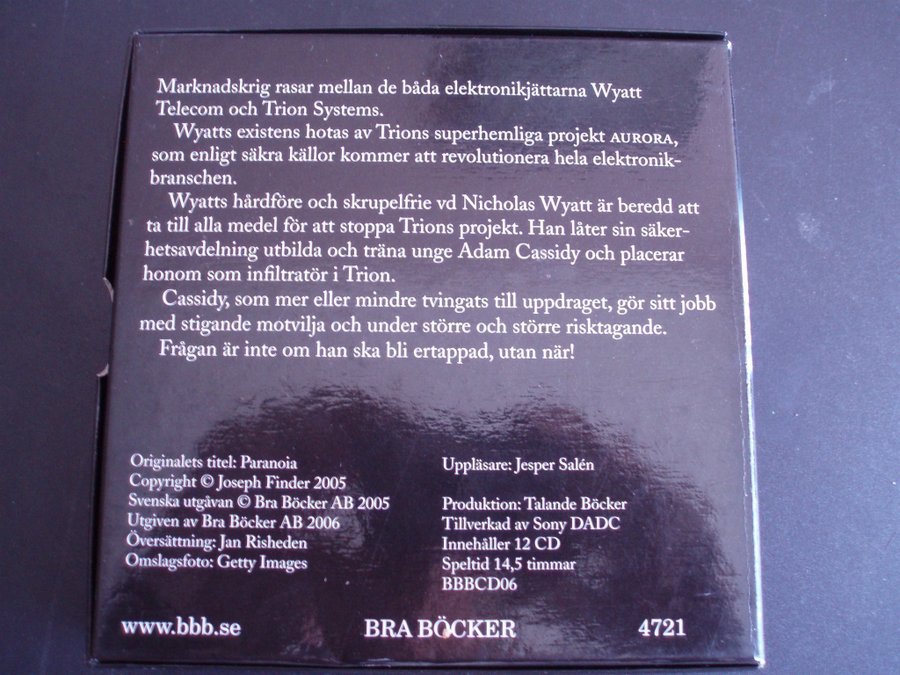 Marknadskrig rasar mellan de båda elektronikjättarna Wyatt
Telecom och Trion Systems.
Wyatts existens hotas av Trions superhemliga projekt AURORA,
som enligt säkra källor kommer att revolutionera hela elektronik-
branschen.
Wyatts hårdföre och skrupelfrie vd Nicholas Wyatt är beredd att
ta till alla medel för att stoppa Trions projekt. Han låter sin säker-
hetsavdelning utbilda och träna unge Adam Cassidy och placerar
honom som infiltratör i Trion.
Cassidy, som mer eller mindre tvingats till uppdraget, gör sitt jobb
med stigande motvilja och under större och större risktagande.
Frågan är inte om han ska bli ertappad, utan när!
Originalets titel: Paranoia
Copyright © Joseph Finder 2005
Svenska utgåvan © Bra Böcker AB 2005
Utgiven av Bra Böcker AB 2006
Översättning: Jan Risheden
Omslagsfoto: Getty Images
Uppläsare: Jesper Salén
Produktion: Talande Böcker
Tillverkad av Sony DADC
Innehåller 12 CD
Speltid 14,5 timmar
BBBCD06
www.bbb.se BRA BÖCKER 4721